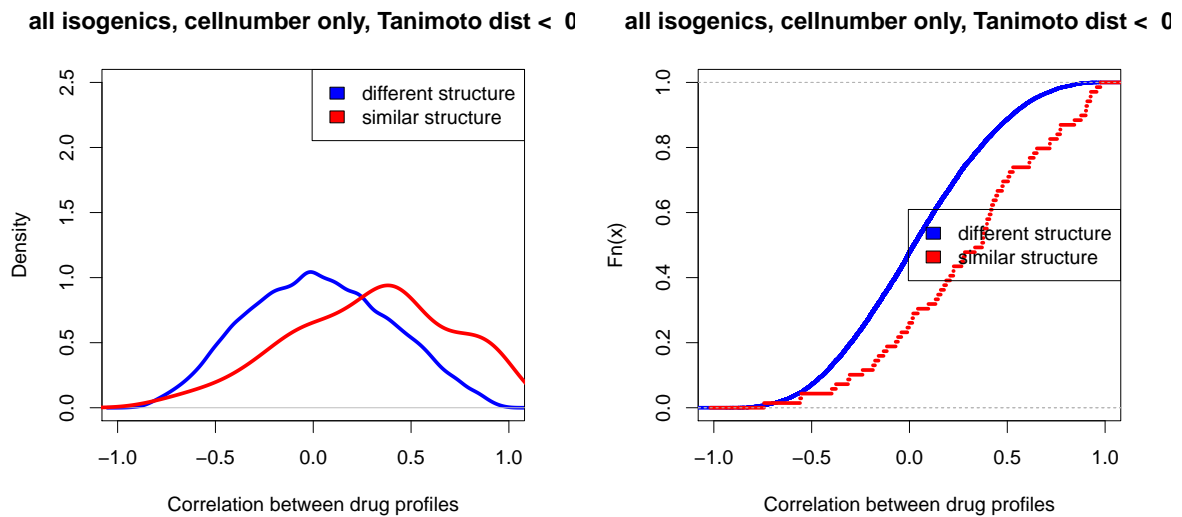 all isogenics, cellnumber only, Tanimoto dist < 0
Density
2.5
2.0
1.5
1.0
0.5
0.0
different structure
similar structure
−1.0 −0.5 0.0 0.5 1.0
Correlation between drug profiles
all isogenics, cellnumber only, Tanimoto dist < 0
Fn(x)
1.0
0.8
0.6
0.4
0.2
0.0
different structure
similar structure
−1.0 −0.5 0.0 0.5 1.0
Correlation between drug profiles